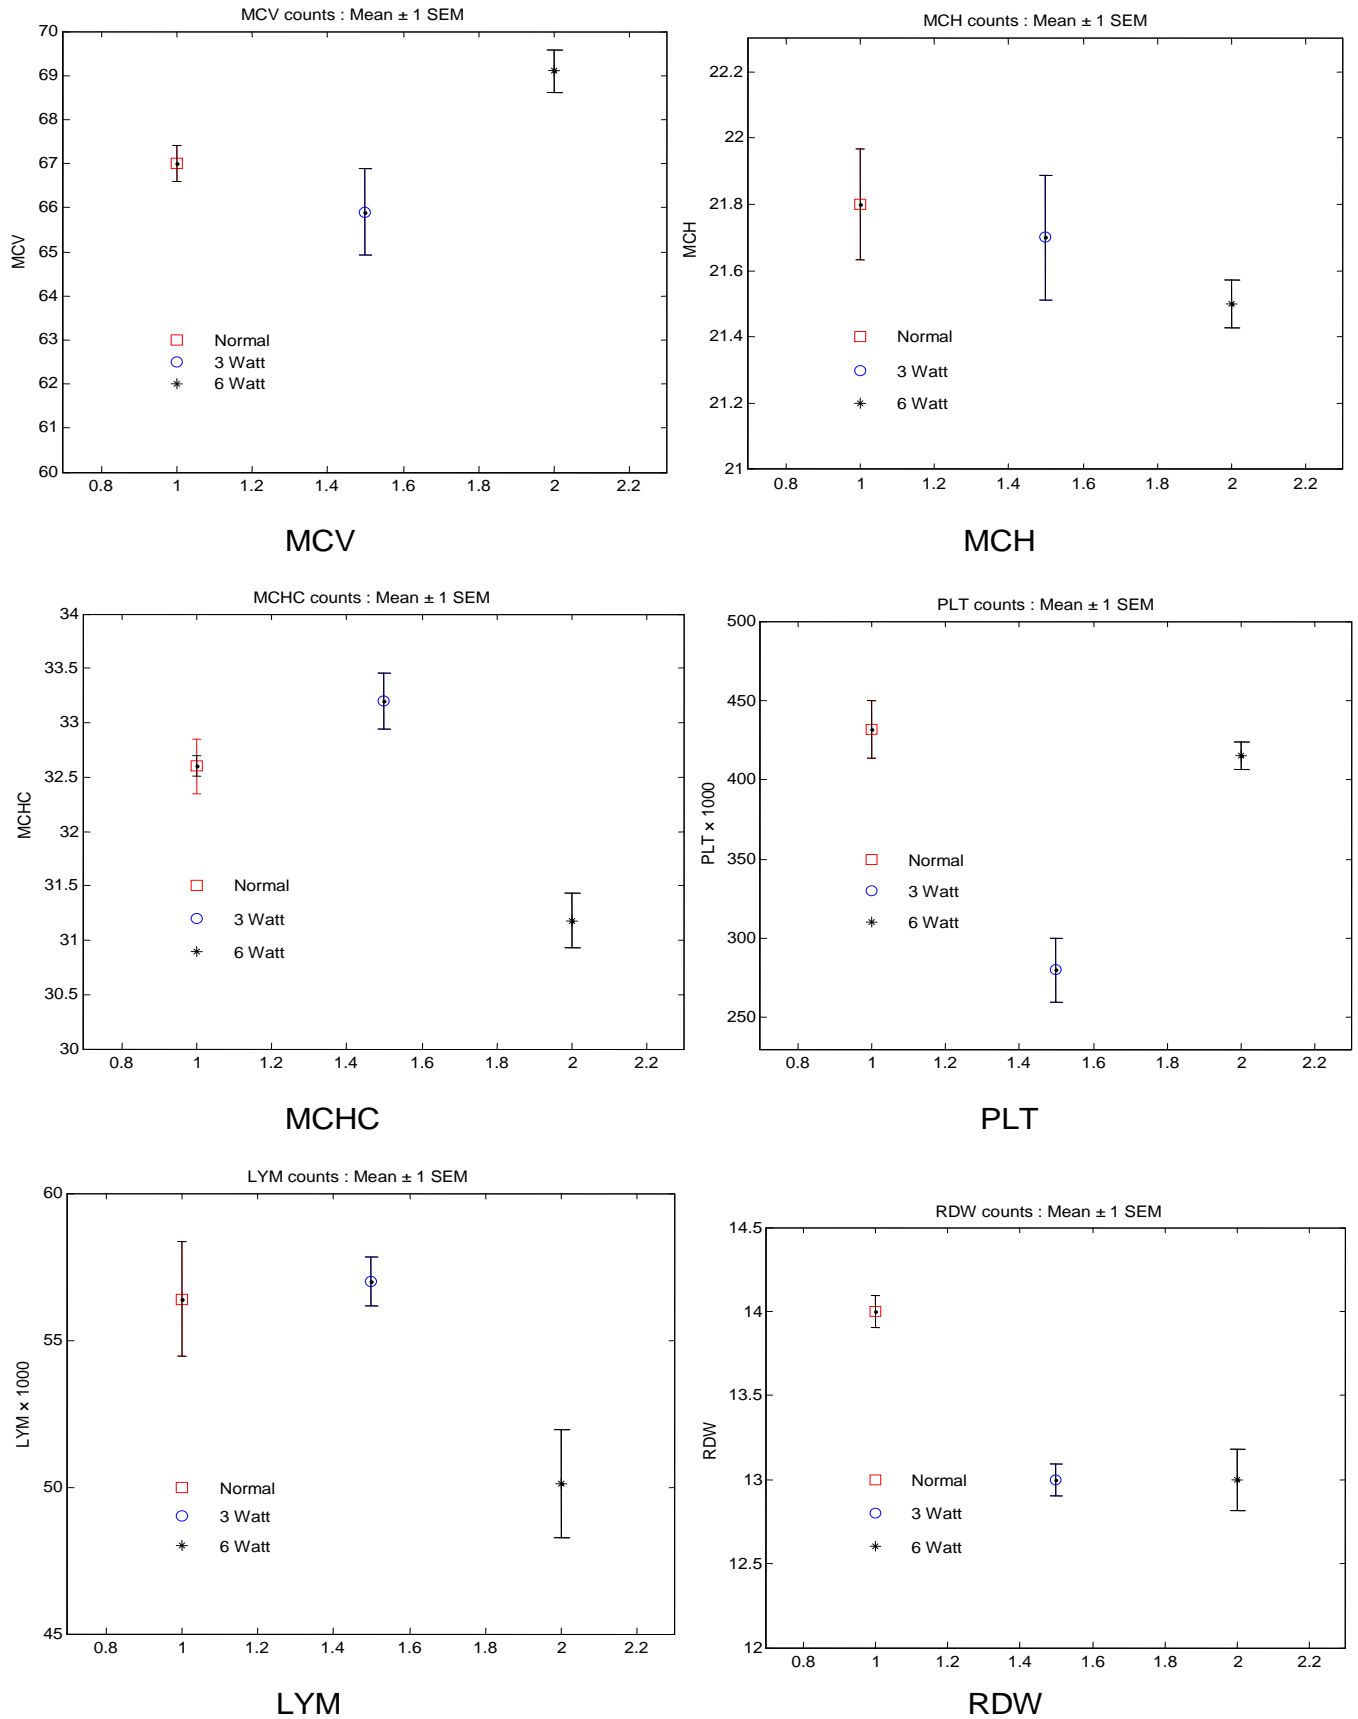 MCV counts : Mean ± 1 SEM
70
69
68
67
66
65
64
63
62
61
60
MCV
Normal
3 Watt
6 Watt
0.8 1 1.2 1.4 1.6 1.8 2 2.2
MCV
MCH counts : Mean ± 1 SEM
22.2
22
21.8
21.6
21.4
21.2
21
MCH
Normal
3 Watt
6 Watt
0.8 1 1.2 1.4 1.6 1.8 2 2.2
MCH
MCHC counts : Mean ± 1 SEM
34
33.5
33
32.5
32
31.5
31
30.5
30
MCHC
Normal
3 Watt
6 Watt
0.8 1 1.2 1.4 1.6 1.8 2 2.2
MCHC
PLT counts : Mean ± 1 SEM
500
450
400
350
300
250
PLT × 1000
Normal
3 Watt
6 Watt
0.8 1 1.2 1.4 1.6 1.8 2 2.2
PLT
LYM counts : Mean ± 1 SEM
60
55
50
45
LYM × 1000
Normal
3 Watt
6 Watt
0.8 1 1.2 1.4 1.6 1.8 2 2.2
LYM
RDW counts : Mean ± 1 SEM
14.5
14
13.5
13
12.5
12
RDW
Normal
3 Watt
6 Watt
0.8 1 1.2 1.4 1.6 1.8 2 2.2
RDW